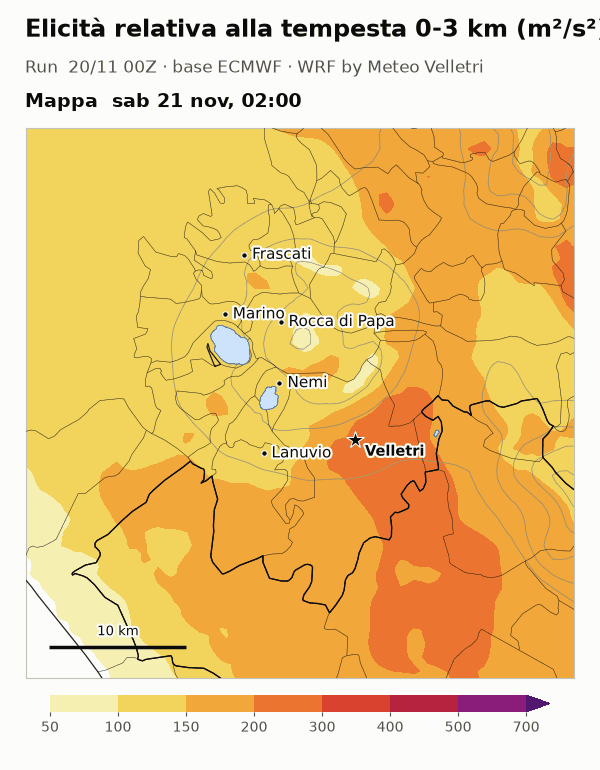 Elicità relativa alla tempesta 0-3 km (m²/s²)
Run 20/11 00Z · base ECMWF · WRF by Meteo Velletri
Mappa sab 21 nov, 02:00
Frascati
Marino
Rocca di Papa
Nemi
Velletri
Lanuvio
10 km
50 100 150 200 300 400 500 700